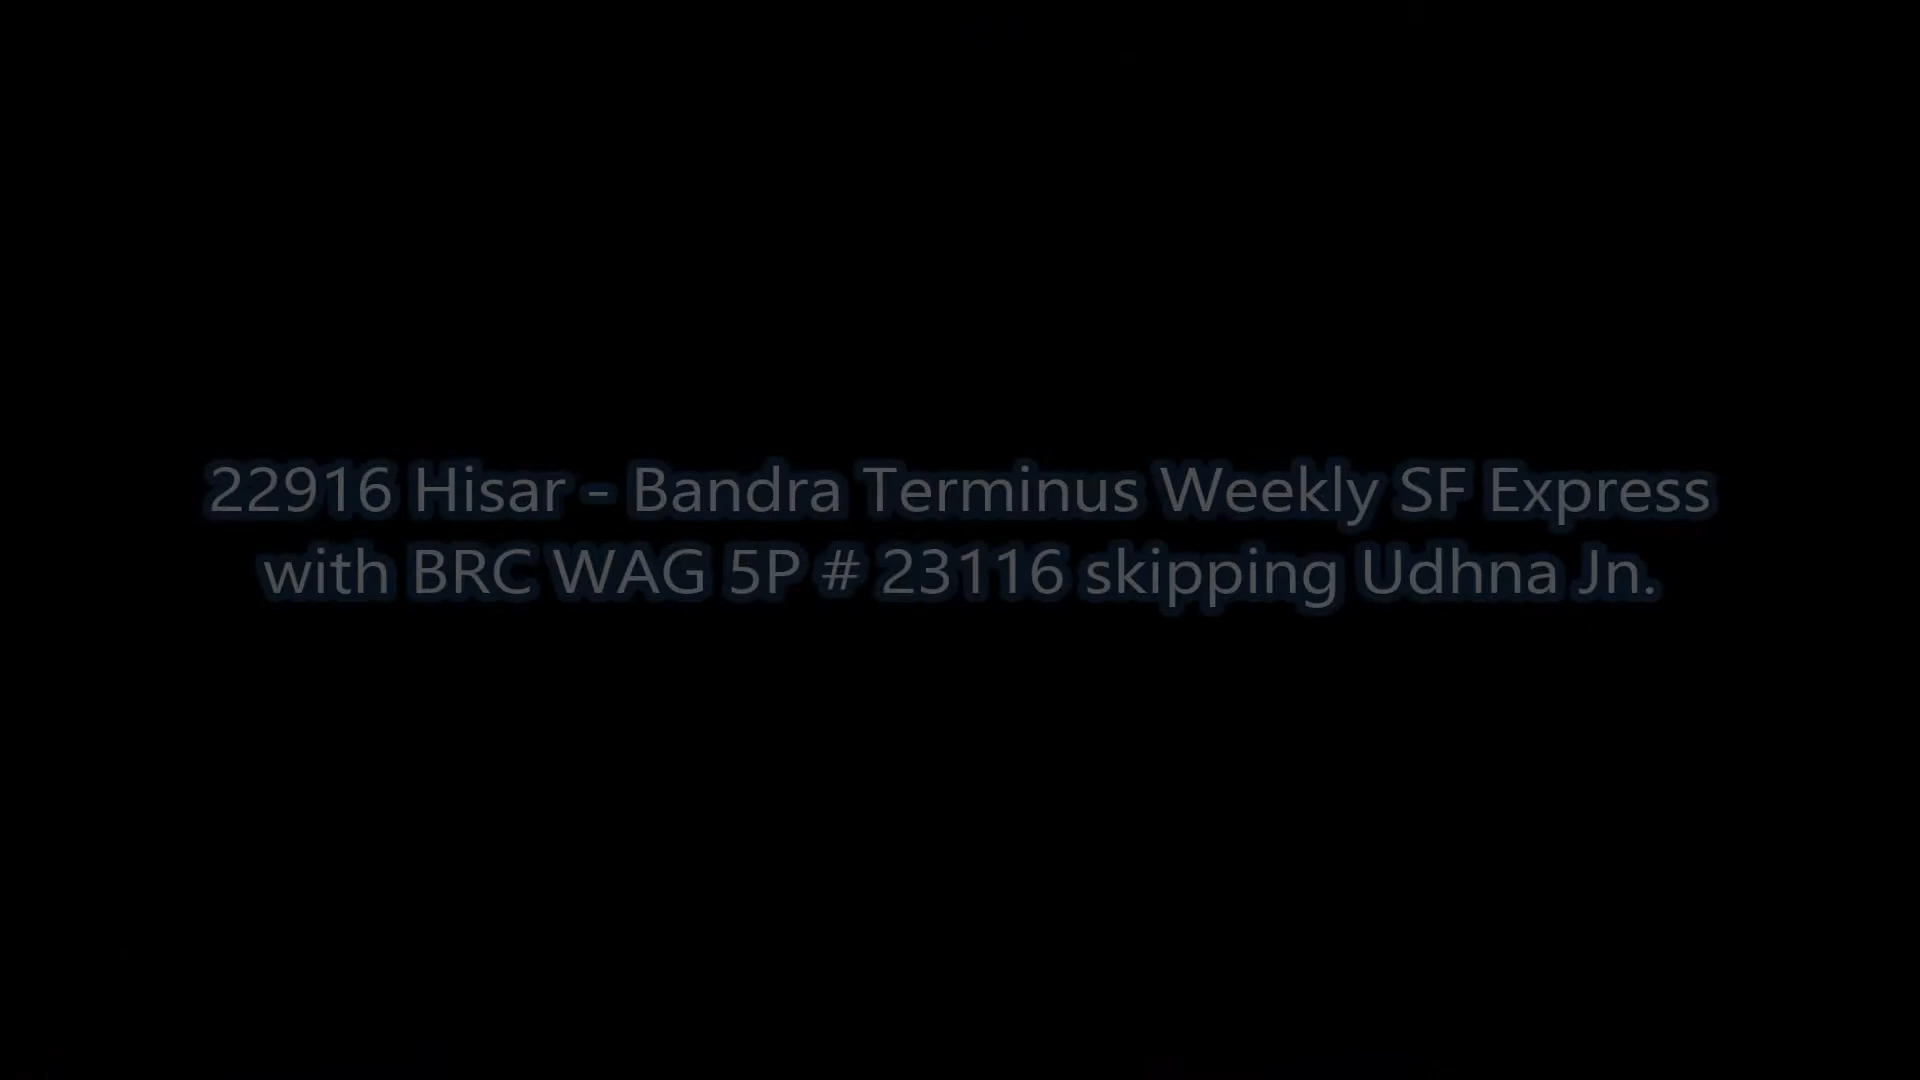 22916 Hisar - Bandra Terminus Weekly SF Express
with BRC WAG 5P # 23116 skipping Udhna Jn.